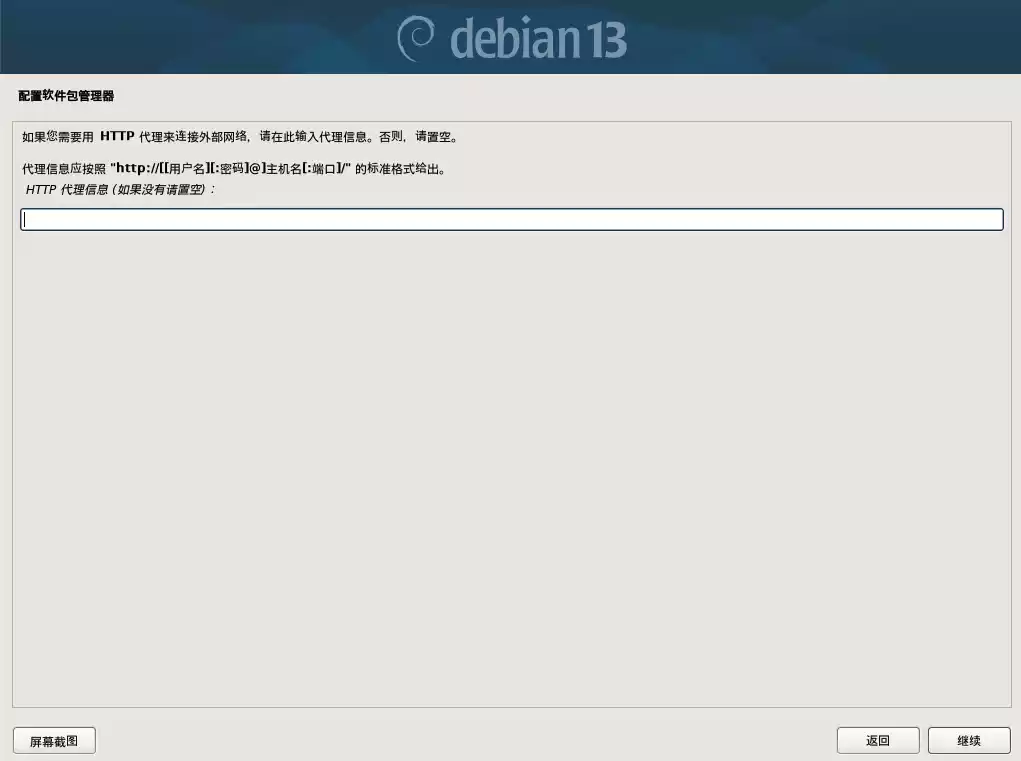 debian 13
配置软件包管理器
如果您需要用 HTTP 代理来连接外部网络，请在此输入代理信息。否则，请置空。
代理信息应按照 "http://[[用户名][:密码]@]主机名[:端口]/" 的标准格式给出。
HTTP 代理信息 (如果没有请置空)：
屏幕截图
返回
继续